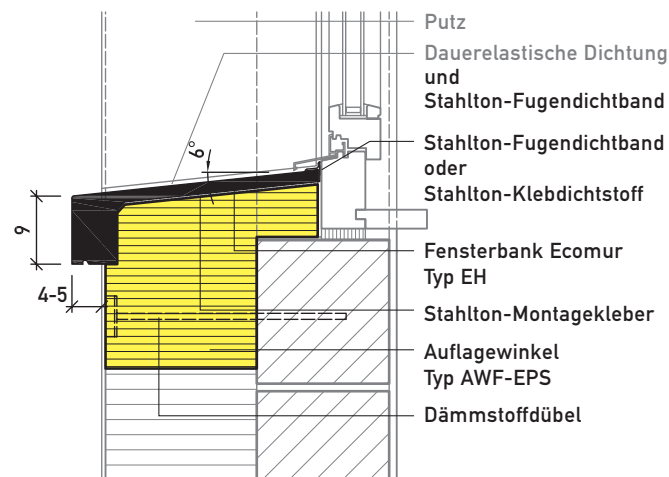 Putz
Dauerelastische Dichtung
und
Stahlton-Fugendichtband
Stahlton-Fugendichtband
oder
Stahlton-Klebdichtstoff
6°
9
4-5
Fensterbank Ecomur
Typ EH
Stahlton-Montagekleber
Auflagewinkel
Typ AWF-EPS
Dämmstoffdübel